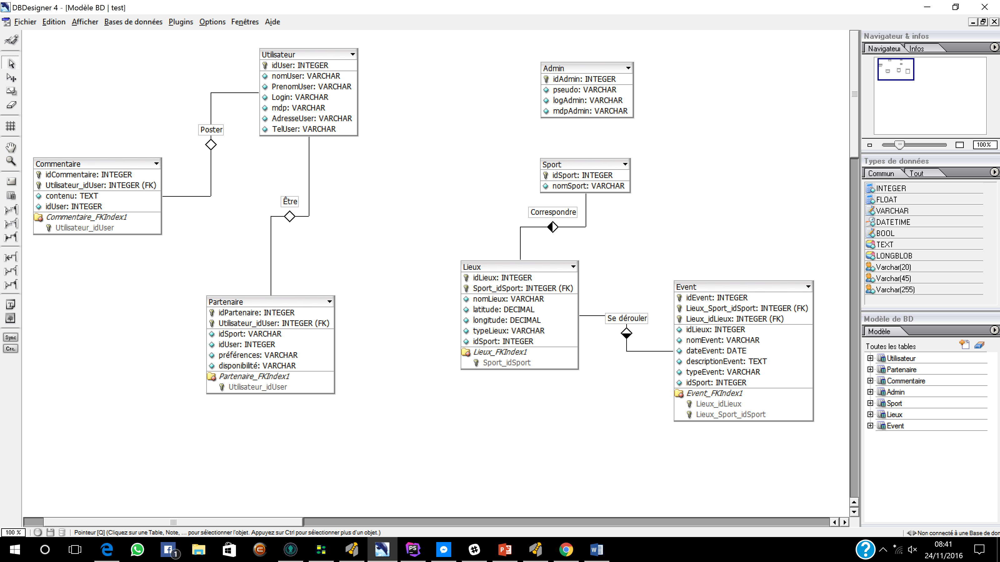 DBDesigner 4 - [Modèle BD | test]
Fichier Edition Afficher Bases de données Plugins Options Fenêtres Aide
Utilisateur
idUser: INTEGER
nomUser: VARCHAR
PrenomUser: VARCHAR
Login: VARCHAR
mdp: VARCHAR
AdresseUser: VARCHAR
TelUser: VARCHAR
Admin
idAdmin: INTEGER
pseudo: VARCHAR
logAdmin: VARCHAR
mdpAdmin: VARCHAR
Poster
Commentaire
idCommentaire: INTEGER
Utilisateur_idUser: INTEGER (FK)
contenu: TEXT
idUser: INTEGER
Commentaire_FKIndex1
Utilisateur_idUser
Être
Sport
idSport: INTEGER
nomSport: VARCHAR
Correspondre
Partenaire
idPartenaire: INTEGER
Utilisateur_idUser: INTEGER (FK)
idSport: VARCHAR
idUser: INTEGER
préférences: VARCHAR
disponibilité: VARCHAR
Partenaire_FKIndex1
Utilisateur_idUser
Lieux
idLieux: INTEGER
Sport_idSport: INTEGER (FK)
nomLieux: VARCHAR
latitude: DECIMAL
longitude: DECIMAL
typeLieux: VARCHAR
idSport: INTEGER
Lieux_FKIndex1
Sport_idSport
Se dérouler
Event
idEvent: INTEGER
Lieux_Sport_idSport: INTEGER (FK)
Lieux_idLieux: INTEGER (FK)
idLieux: INTEGER
nomEvent: VARCHAR
dateEvent: DATE
descriptionEvent: TEXT
typeEvent: VARCHAR
idSport: INTEGER
Event_FKIndex1
Lieux_idLieux
Lieux_Sport_idSport
Navigateur & infos
Navigateur Infos
100%
Types de données
Commun Tout
INTEGER
FLOAT
VARCHAR
DATETIME
BOOL
TEXT
LONGBLOB
Varchar(20)
Varchar(45)
Varchar(255)
Modèle de BD
Modèle
Toutes les tables
Utilisateur
Partenaire
Commentaire
Admin
Sport
Lieux
Event
Sync
Cre.
100 %
Pointeur [Q] (Cliquez sur une Table, Note, ... pour sélectionner l'objet. Appuyez sur Ctrl pour sélectionner plus d'un objet.)
Non connecté à une Base de don
1
PS
08:41
24/11/2016